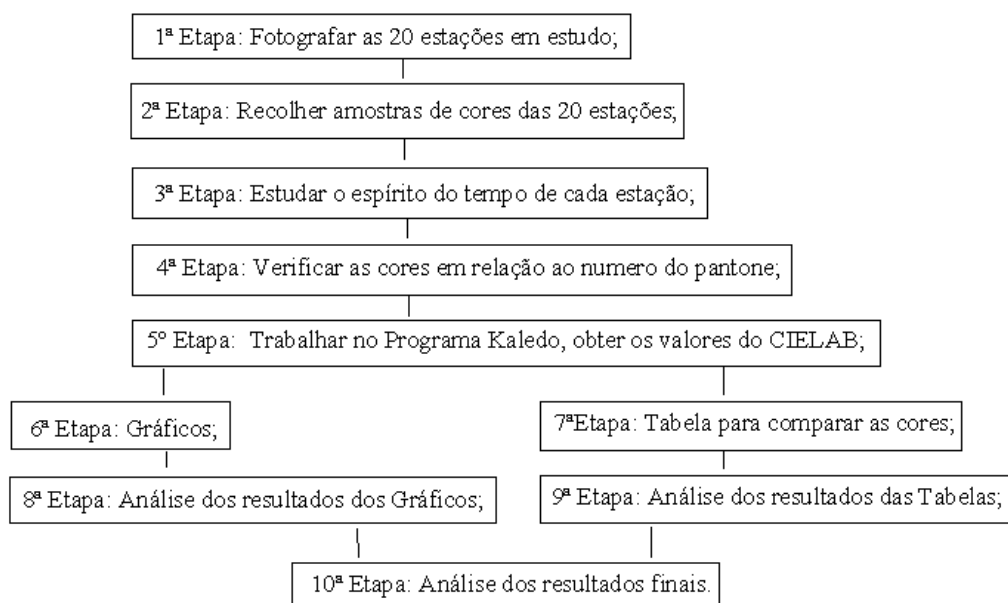 1ª Etapa: Fotografar as 20 estações em estudo;
2ª Etapa: Recolher amostras de cores das 20 estações;
3ª Etapa: Estudar o espírito do tempo de cada estação;
4ª Etapa: Verificar as cores em relação ao numero do pantone;
5º Etapa: Trabalhar no Programa Kaledo, obter os valores do CIELAB;
6ª Etapa: Gráficos;
7ªEtapa: Tabela para comparar as cores;
8ª Etapa: Análise dos resultados dos Gráficos;
9ª Etapa: Análise dos resultados das Tabelas;
10ª Etapa: Análise dos resultados finais.